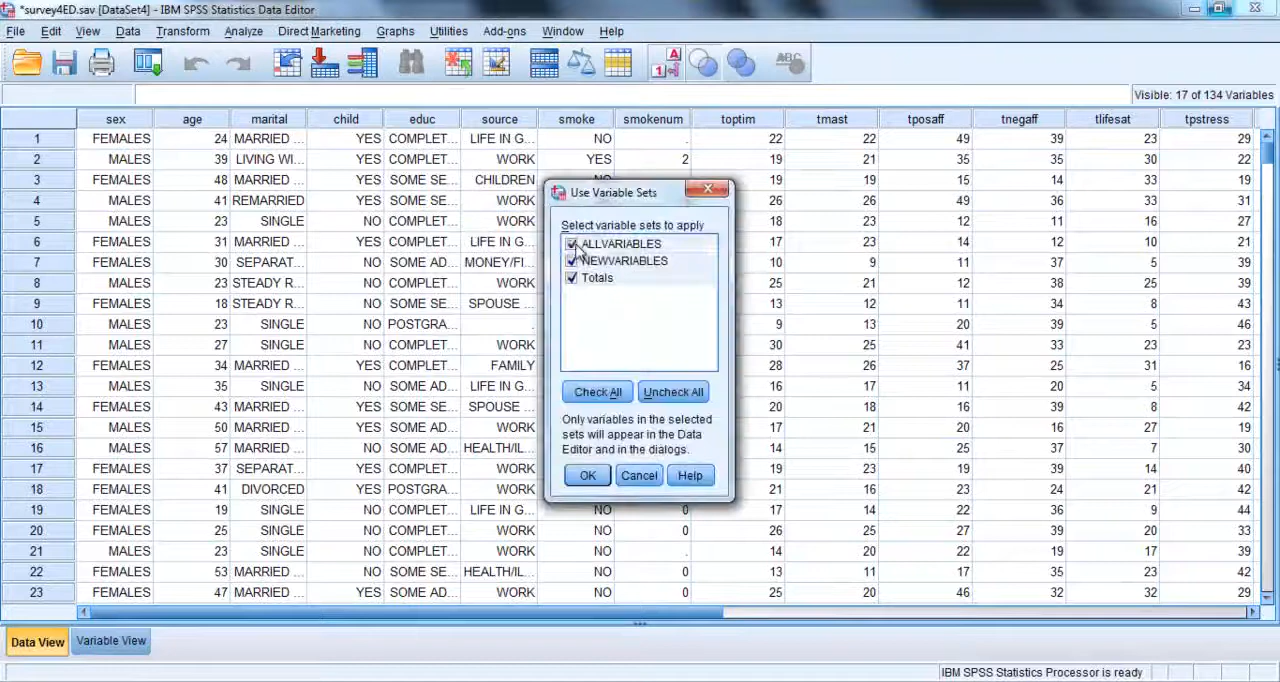 *survey4ED.sav [DataSet4] - IBM SPSS Statistics Data Editor
File Edit View Data Transform Analyze Direct Marketing Graphs Utilities Add-ons Window Help
Visible: 17 of 134 Variables
sex age marital child educ source smoke smokenum toptim tmast tposaff tnegaff tlifesat tpstress
1 FEMALES 24 MARRIED ... YES COMPLET... LIFE IN G... NO . 22 22 49 39 23 29
2 MALES 39 LIVING WI... YES COMPLET... WORK YES 2 19 21 35 35 30 22
3 FEMALES 48 MARRIED ... YES SOME SE... CHILDREN NO 19 19 15 14 33 19
4 MALES 41 REMARRIED YES SOME SE... WORK 26 26 49 36 33 31
5 MALES 23 SINGLE NO COMPLET... WORK 18 23 12 11 16 27
6 FEMALES 31 MARRIED ... YES COMPLET... LIFE IN G... 17 23 14 12 10 21
7 FEMALES 30 SEPARAT... YES SOME AD... MONEY/FI... 10 9 11 37 5 39
8 MALES 23 STEADY R... NO COMPLET... WORK 25 21 12 38 25 39
9 FEMALES 18 STEADY R... YES SOME SE... SPOUSE ... 13 12 11 34 8 43
10 MALES 23 SINGLE NO POSTGRA... . 9 13 20 39 5 46
11 MALES 27 SINGLE NO COMPLET... WORK 30 25 41 33 23 23
12 FEMALES 34 MARRIED ... YES COMPLET... FAMILY 28 26 37 25 31 16
13 MALES 35 SINGLE NO SOME AD... LIFE IN G... 16 17 11 20 5 34
14 FEMALES 43 MARRIED ... YES SOME SE... SPOUSE ... 20 18 16 39 8 42
15 MALES 50 MARRIED ... YES SOME AD... WORK 17 21 20 16 27 19
16 MALES 57 MARRIED ... NO SOME AD... HEALTH/IL... 14 15 25 37 7 30
17 FEMALES 37 SEPARAT... YES SOME SE... WORK 19 23 19 39 14 40
18 FEMALES 41 DIVORCED YES POSTGRA... WORK 21 16 23 24 21 42
19 FEMALES 19 SINGLE NO SOME SE... LIFE IN G... NO 0 17 14 22 36 9 44
20 FEMALES 25 SINGLE NO COMPLET... WORK NO 0 26 25 27 39 20 33
21 MALES 23 SINGLE NO COMPLET... WORK NO . 14 20 22 19 17 39
22 FEMALES 53 MARRIED ... NO SOME SE... HEALTH/IL... NO 0 13 11 17 35 23 42
23 FEMALES 47 MARRIED ... YES SOME AD... WORK NO 0 25 20 46 32 32 29
Use Variable Sets
Select variable sets to apply
ALLVARIABLES
NEWVARIABLES
Totals
Check All Uncheck All
Only variables in the selected
sets will appear in the Data
Editor and in the dialogs.
OK Cancel Help
Data View Variable View
IBM SPSS Statistics Processor is ready